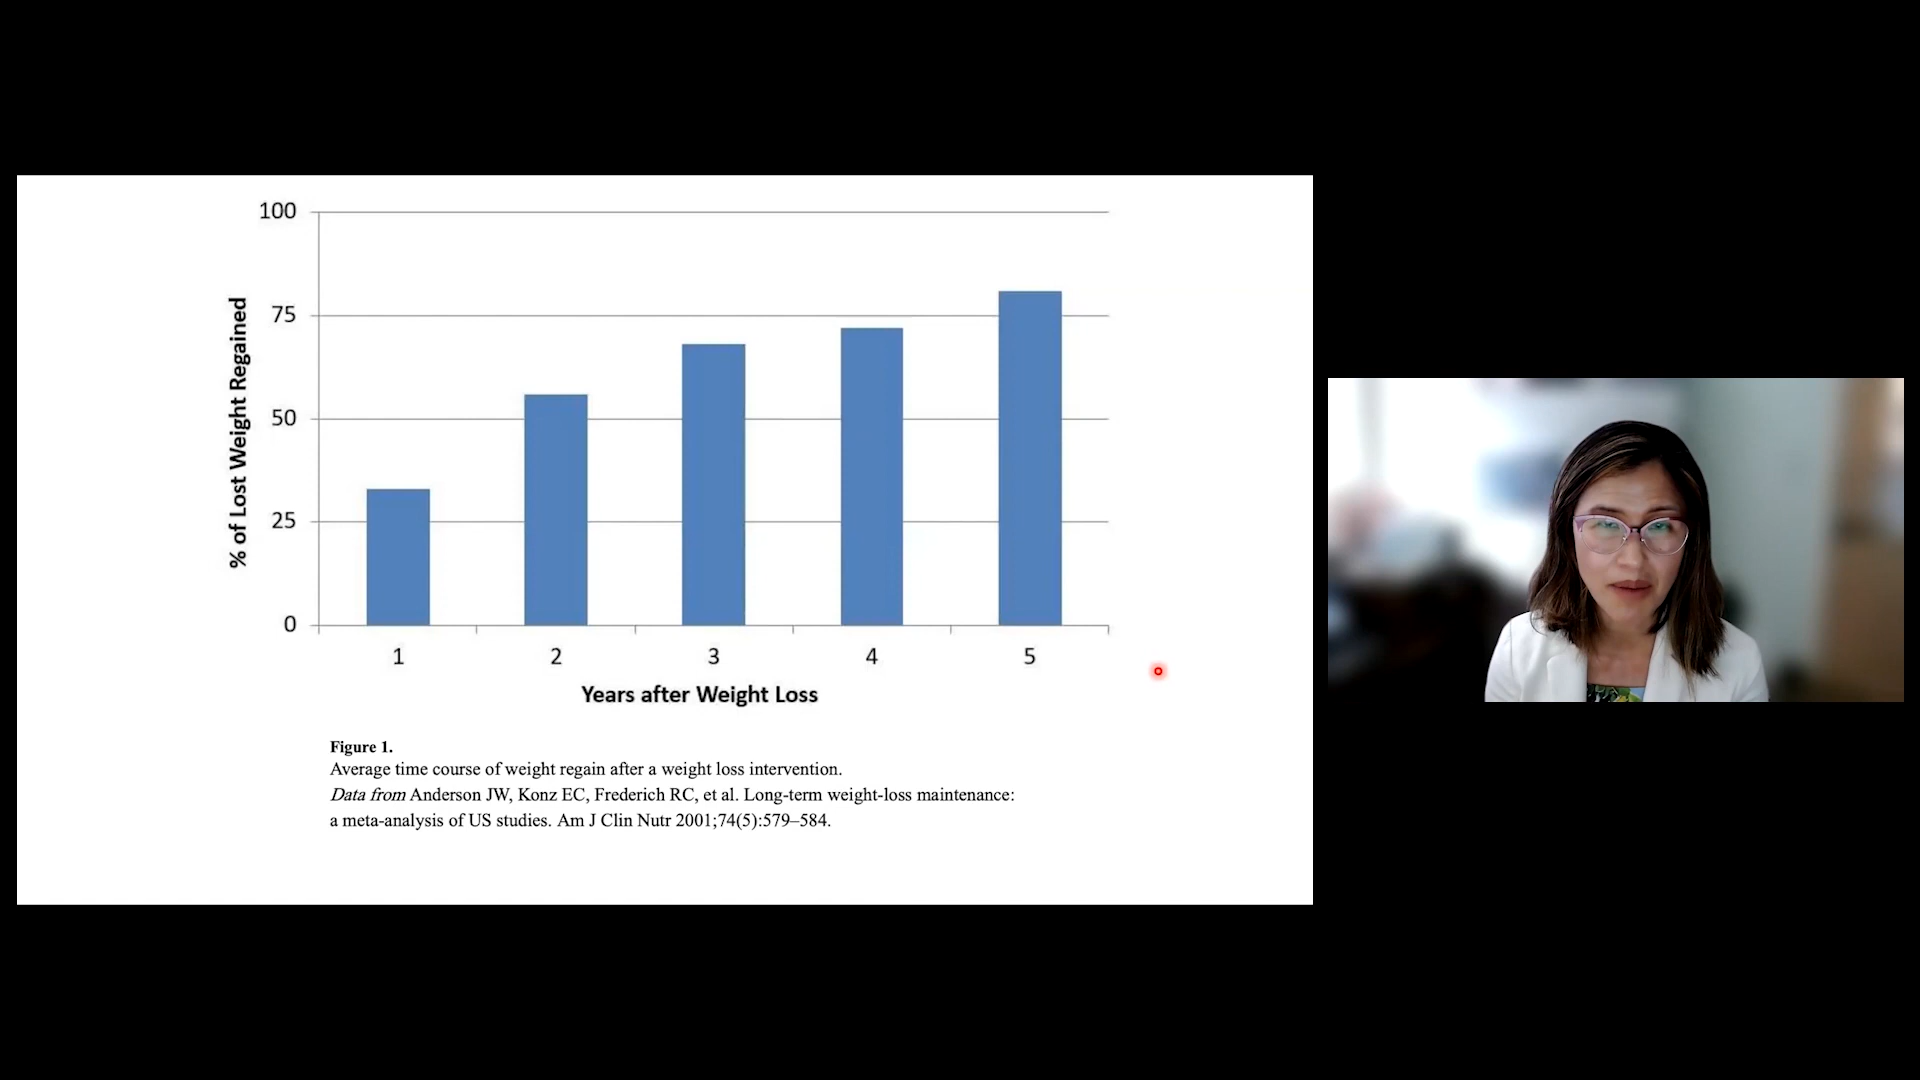 100
75
50
25
0
% of Lost Weight Regained
1 2 3 4 5
Years after Weight Loss
Figure 1.
Average time course of weight regain after a weight loss intervention.
Data from Anderson JW, Konz EC, Frederich RC, et al. Long-term weight-loss maintenance:
a meta-analysis of US studies. Am J Clin Nutr 2001;74(5):579–584.